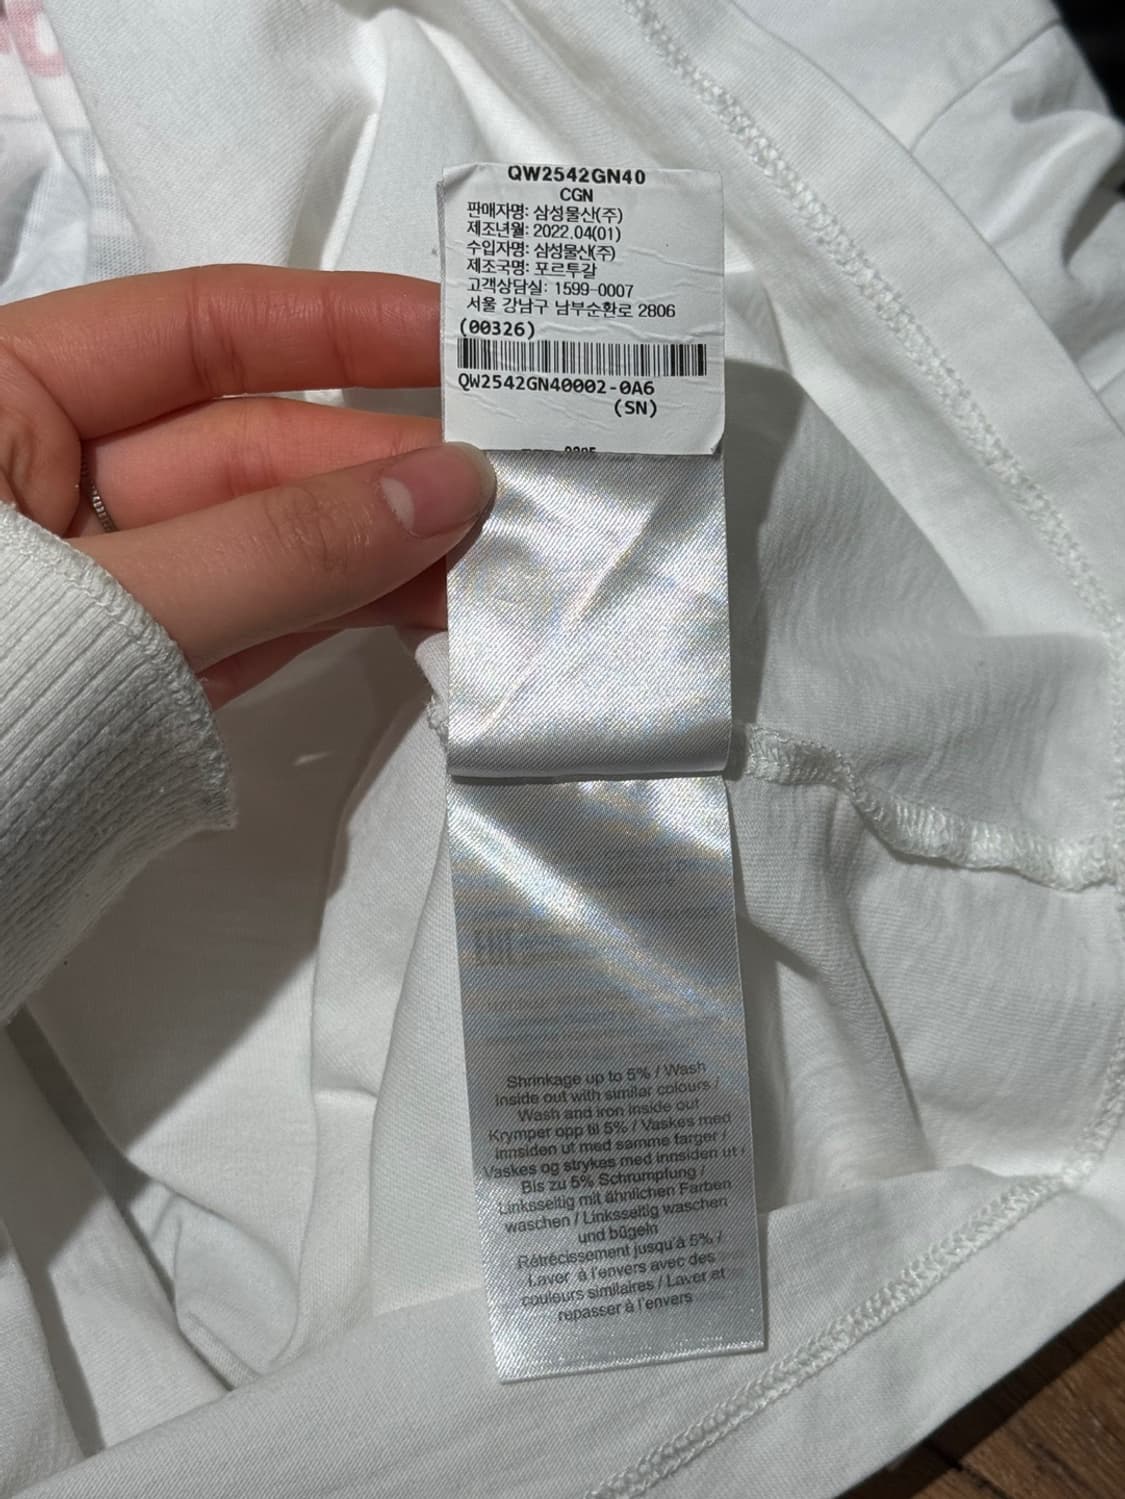 QW2542GN40
CGN
판매자명: 삼성물산(주)
제조년월: 2022.04(01)
수입자명: 삼성물산(주)
제조국명: 포르투갈
고객상담실: 1599-0007
서울 강남구 남부순환로 2806
(00326)
QW2542GN40002-0A6
(SN)
Shrinkage up to 5% / Wash
inside out with similar colours /
Wash and iron inside out
Krymper opp til 5% / Vaskes med
innsiden ut med samme farger /
Vaskes og strykes med innsiden ut /
Bis zu 5% Schrumpfung /
Linksseitig mit ähnlichen Farben
waschen / Linksseitig waschen
und bügeln
Rétrécissement jusqu'à 5% /
Laver à l'envers avec des
couleurs similaires / Laver et
repasser à l'envers